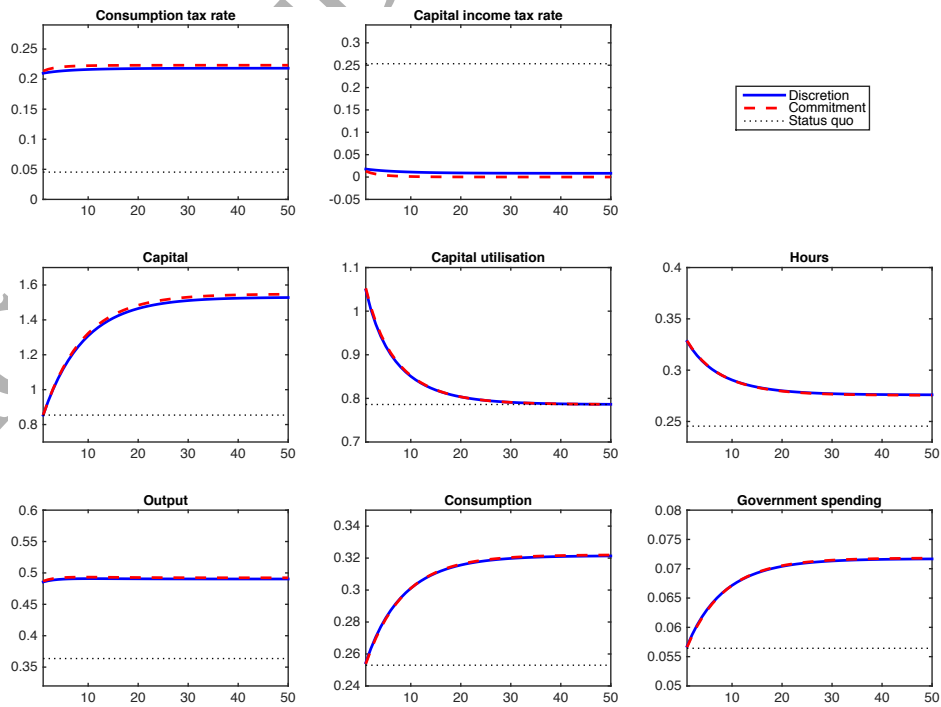 Consumption tax rate
0.25
0.2
0.15
0.1
0.05
0
10 20 30 40 50
Capital income tax rate
0.3
0.25
0.2
0.15
0.1
0.05
0
-0.05
10 20 30 40 50
Discretion
Commitment
Status quo
Capital
1.6
1.4
1.2
1
0.8
10 20 30 40 50
Capital utilisation
1.1
1
0.9
0.8
0.7
10 20 30 40 50
Hours
0.4
0.35
0.3
0.25
10 20 30 40 50
Output
0.6
0.55
0.5
0.45
0.4
0.35
10 20 30 40 50
Consumption
0.34
0.32
0.3
0.28
0.26
0.24
10 20 30 40 50
Government spending
0.08
0.075
0.07
0.065
0.06
0.055
0.05
10 20 30 40 50